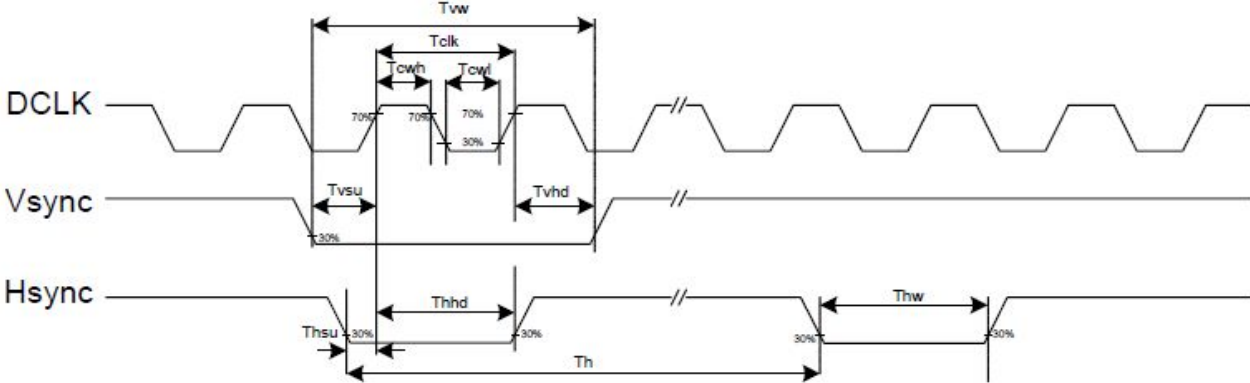 Tvw
Tclk
Tcwh Tcwl
DCLK 70% 70% 70% //
30%
Tvsu Tvhd
Vsync //
30%
Hsync //
Thhd Thw
Thsu 30% 30% 30% 30%
Th